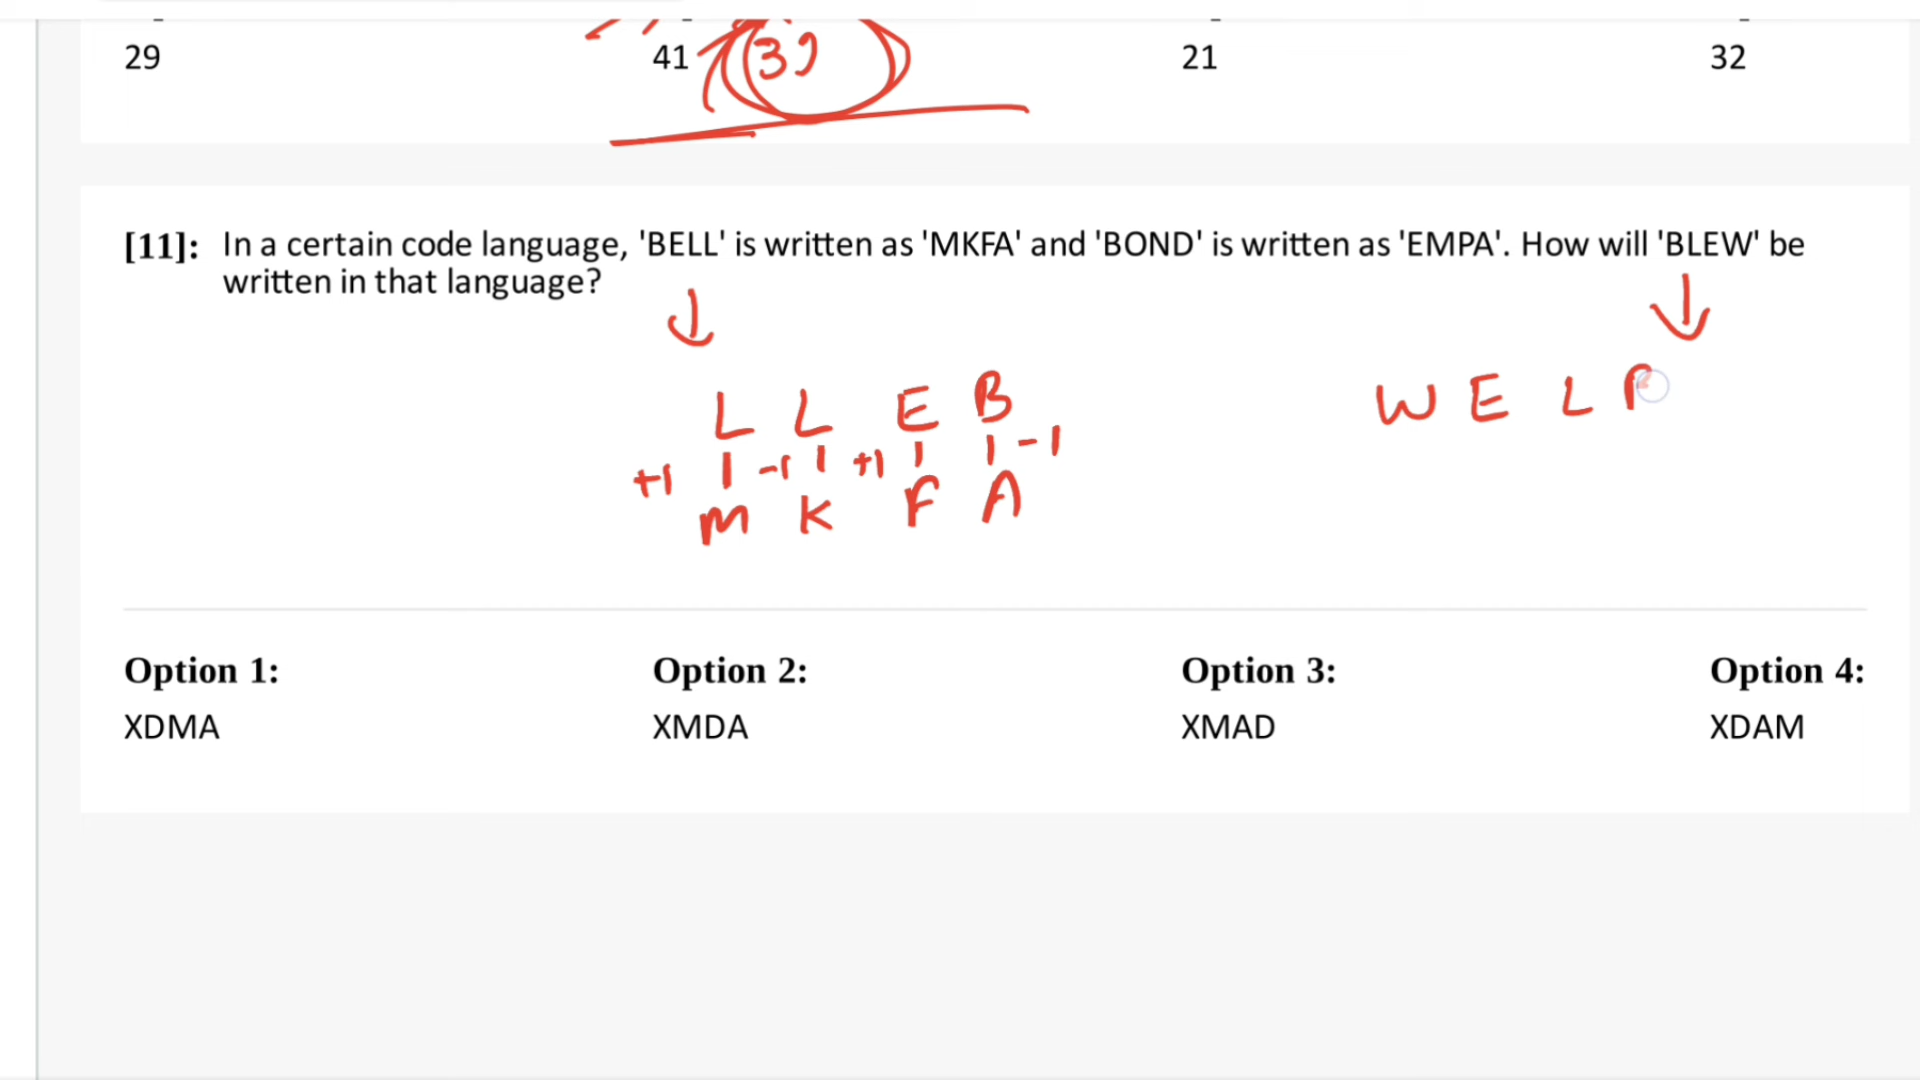 29 41 (3) 21 32
[11]: In a certain code language, 'BELL' is written as 'MKFA' and 'BOND' is written as 'EMPA'. How will 'BLEW' be
written in that language?
L L E B W E L
+1 -1 +1 -1
M K F A
Option 1: Option 2: Option 3: Option 4:
XDMA XMDA XMAD XDAM